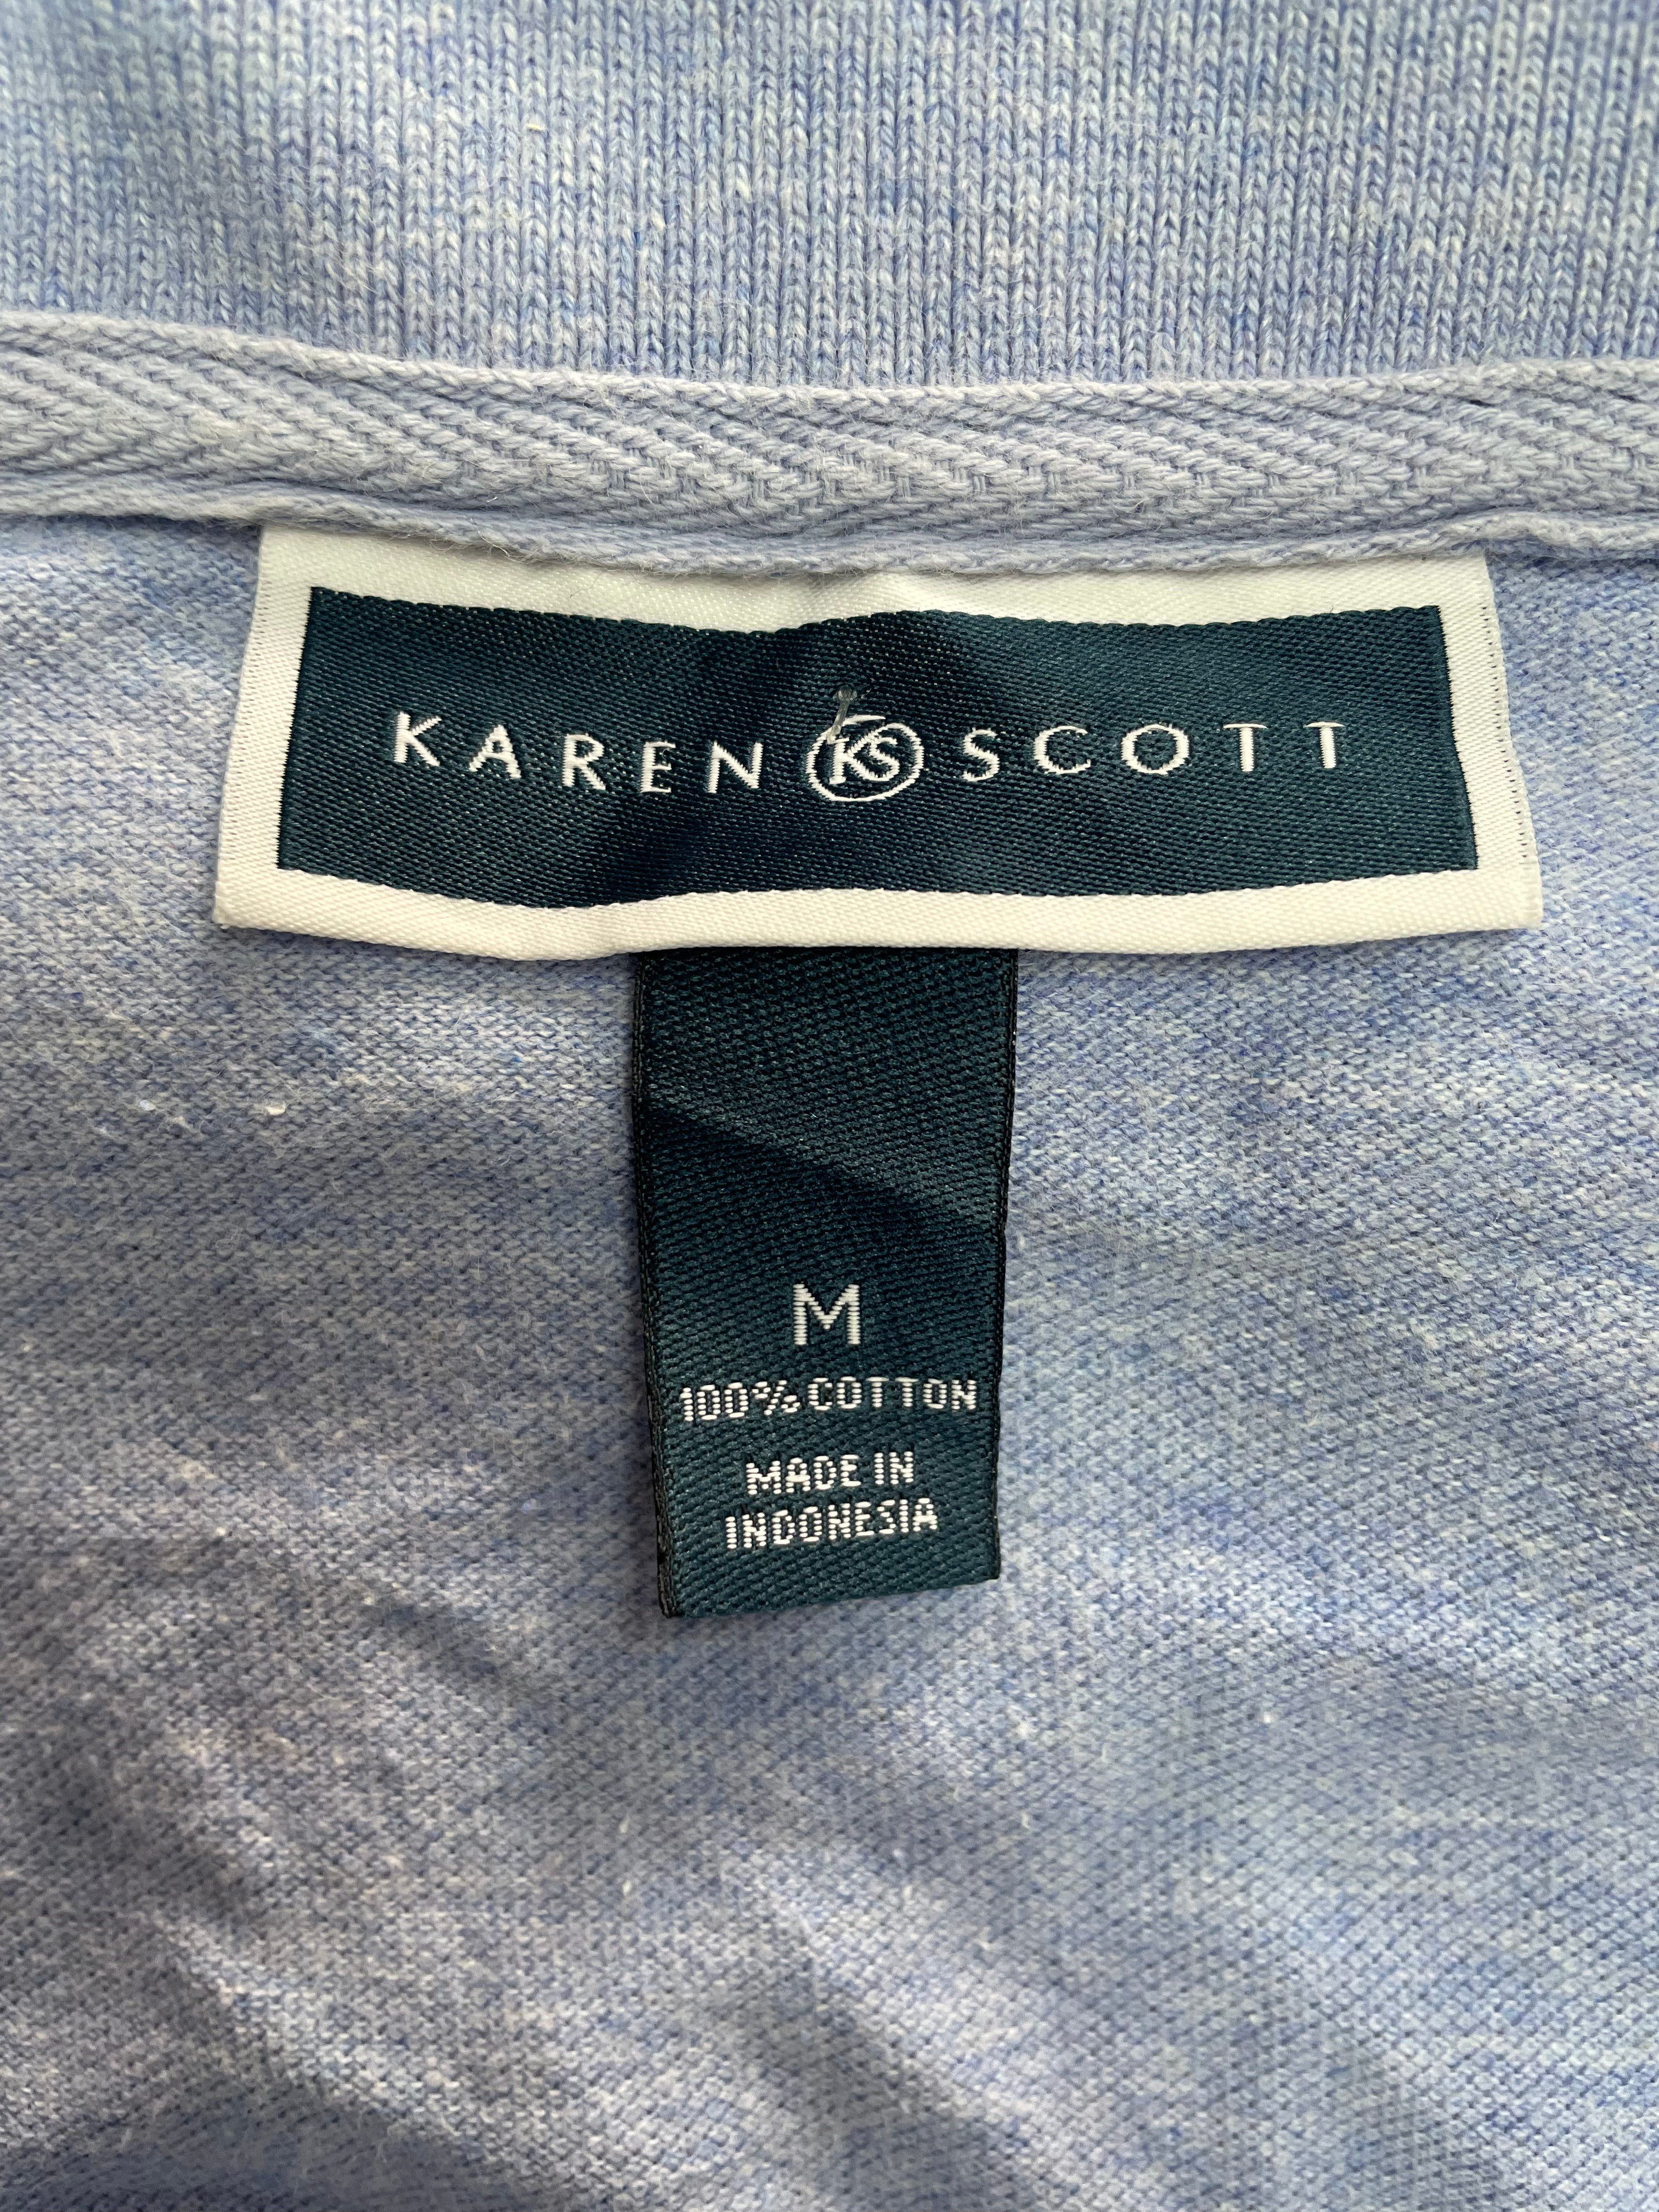 KAREN KS SCOTT
M
100% COTTON
MADE IN
INDONESIA